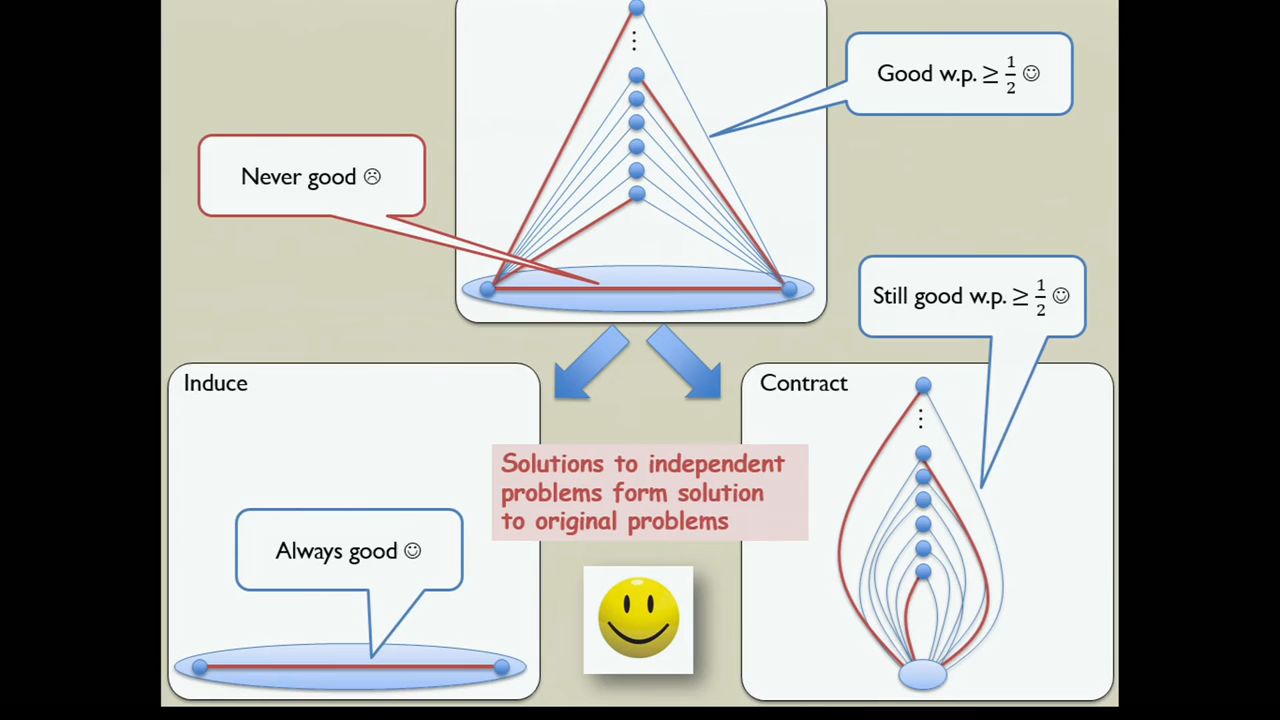 Good w.p. ≥ 1/2 ☺
Never good ☹
Still good w.p. ≥ 1/2 ☺
Induce
Contract
Solutions to independent
problems form solution
to original problems
Always good ☺